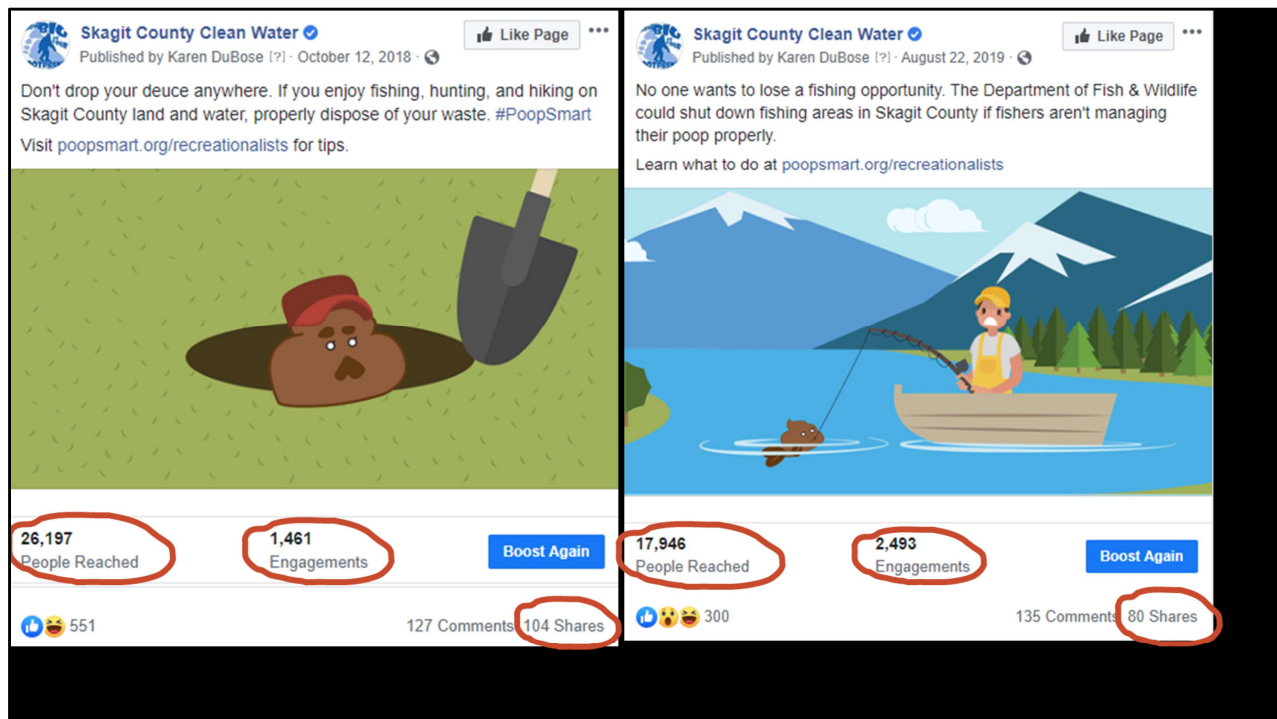 Skagit County Clean Water
Published by Karen DuBose [?] · October 12, 2018 ·
Like Page
Don't drop your deuce anywhere. If you enjoy fishing, hunting, and hiking on
Skagit County land and water, properly dispose of your waste. #PoopSmart
Visit poopsmart.org/recreationalists for tips.
26,197
People Reached
1,461
Engagements
Boost Again
551
127 Comments
104 Shares
Skagit County Clean Water
Published by Karen DuBose [?] · August 22, 2019 ·
Like Page
No one wants to lose a fishing opportunity. The Department of Fish & Wildlife
could shut down fishing areas in Skagit County if fishers aren't managing
their poop properly.
Learn what to do at poopsmart.org/recreationalists
17,946
People Reached
2,493
Engagements
Boost Again
300
135 Comments
80 Shares